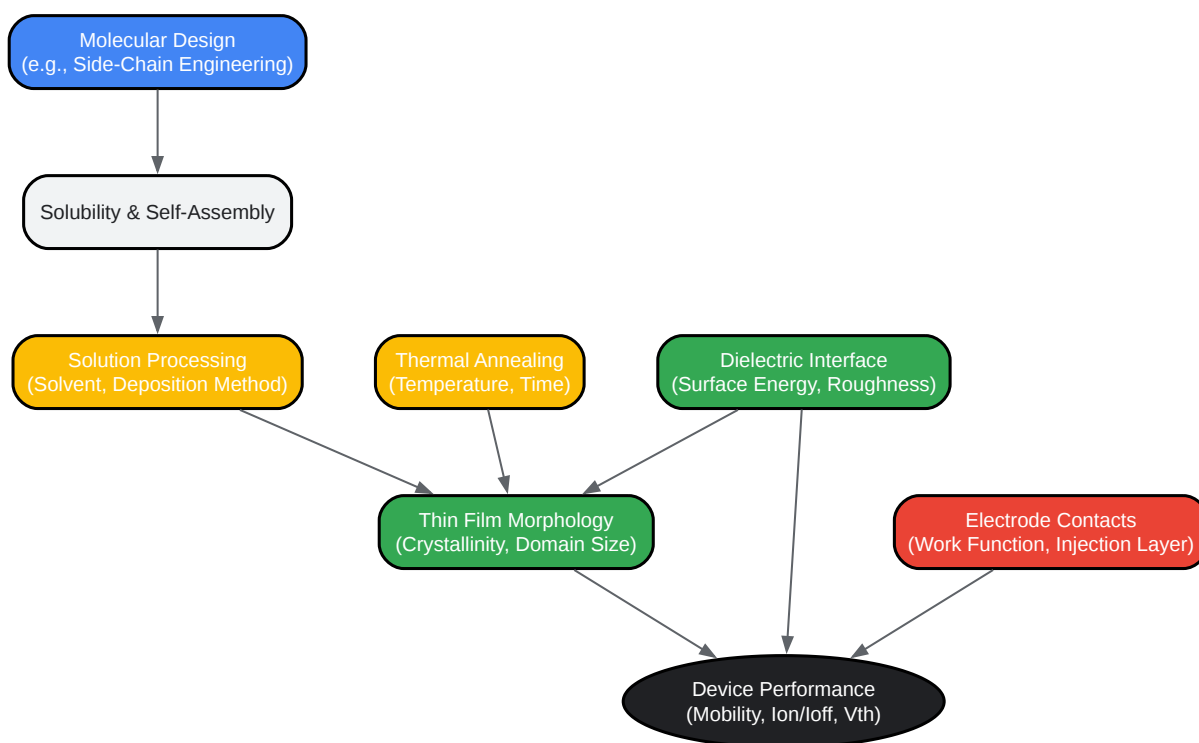 Molecular Design
(e.g., Side-Chain Engineering)
Solubility & Self-Assembly
Solution Processing
(Solvent, Deposition Method)
Thermal Annealing
(Temperature, Time)
Dielectric Interface
(Surface Energy, Roughness)
Thin Film Morphology
(Crystallinity, Domain Size)
Electrode Contacts
(Work Function, Injection Layer)
Device Performance
(Mobility, Ion/Ioff, Vth)